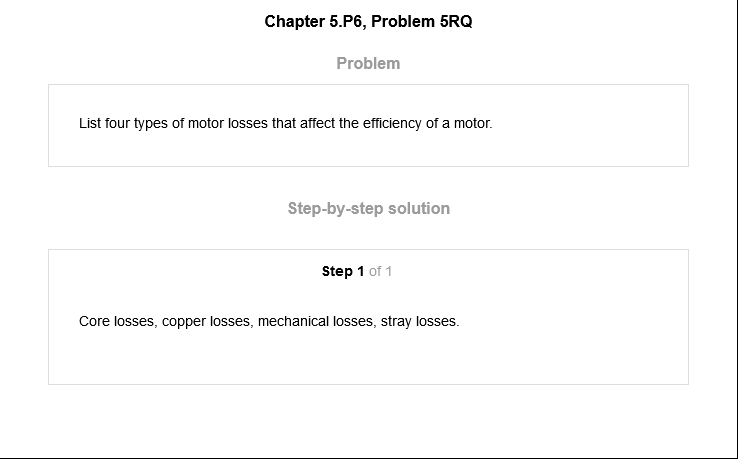 Chapter 5.P6, Problem 5RQ
Problem
List four types of motor losses that affect the efficiency of a motor.
Step-by-step solution
Step 1 of 1
Core losses, copper losses, mechanical losses, stray losses.